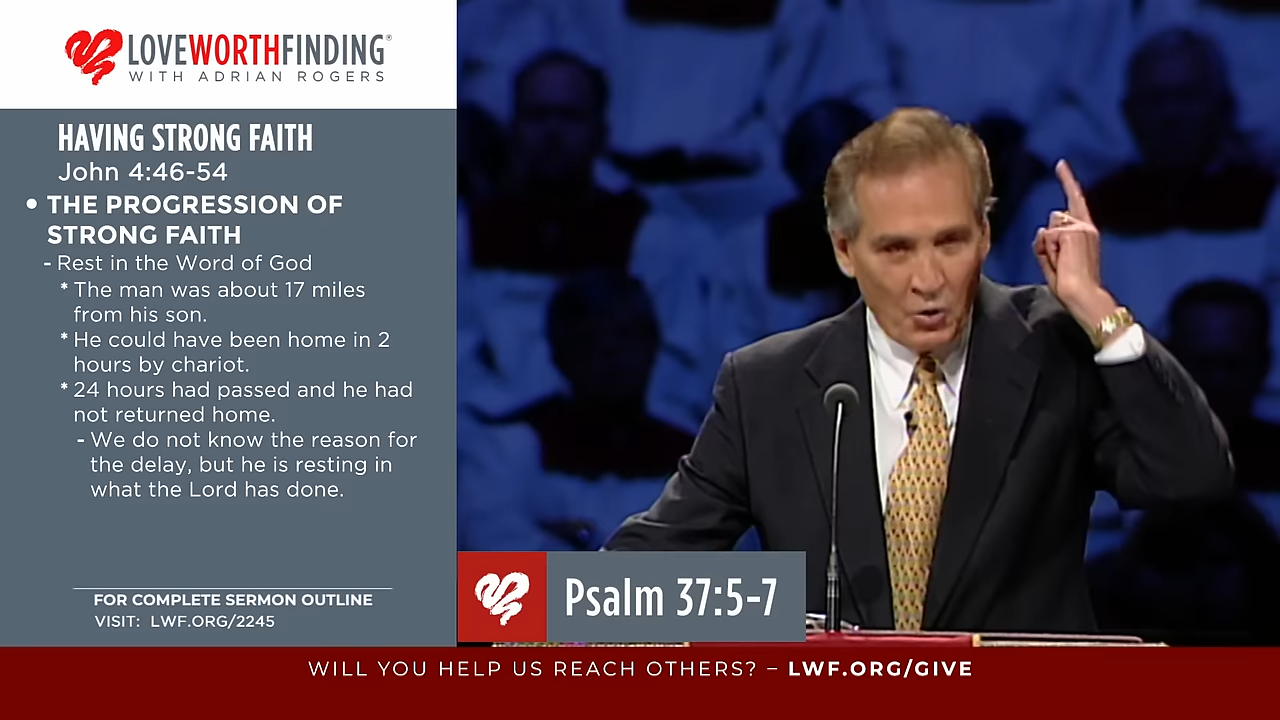 LOVEWORTHFINDING®
WITH ADRIAN ROGERS
HAVING STRONG FAITH
John 4:46-54
• THE PROGRESSION OF
STRONG FAITH
- Rest in the Word of God
* The man was about 17 miles
from his son.
* He could have been home in 2
hours by chariot.
* 24 hours had passed and he had
not returned home.
- We do not know the reason for
the delay, but he is resting in
what the Lord has done.
FOR COMPLETE SERMON OUTLINE
VISIT: LWF.ORG/2245
Psalm 37:5-7
WILL YOU HELP US REACH OTHERS? – LWF.ORG/GIVE